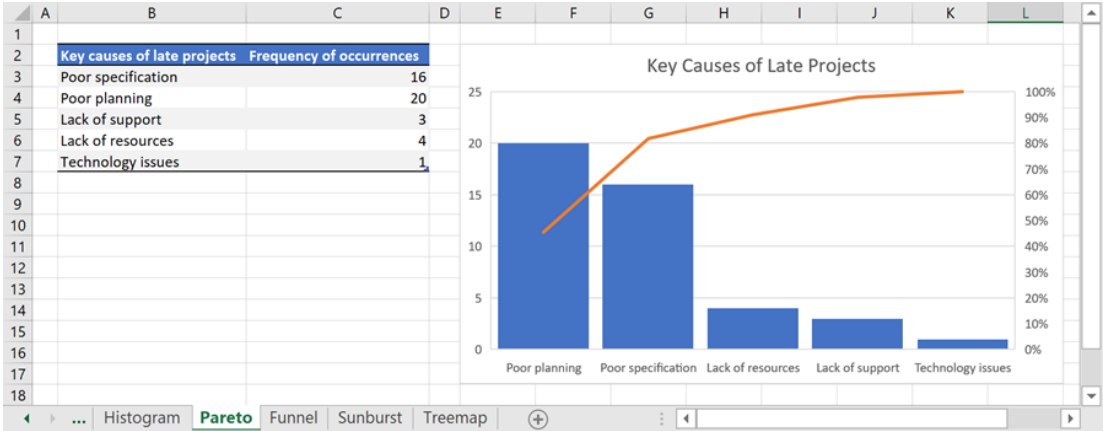 A B C D E F G H I J K L
1
2 Key causes of late projects Frequency of occurrences
3 Poor specification 16
4 Poor planning 20
5 Lack of support 3
6 Lack of resources 4
7 Technology issues 1
8
9
10
11
12
13
14
15
16
17
18
Key Causes of Late Projects
25
20
15
10
5
0
100%
90%
80%
70%
60%
50%
40%
30%
20%
10%
0%
Poor planning Poor specification Lack of resources Lack of support Technology issues
... Histogram Pareto Funnel Sunburst Treemap